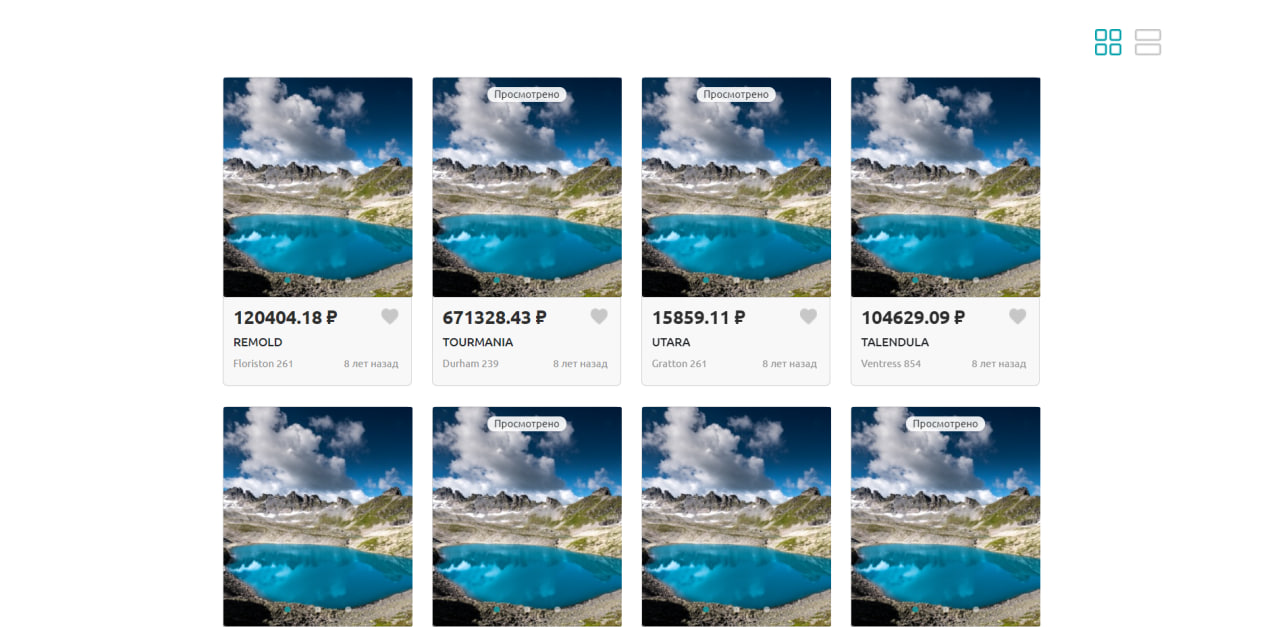 Просмотрено
Просмотрено
120404.18 ₽
671328.43 ₽
15859.11 ₽
104629.09 ₽
REMOLD
TOURMANIA
UTARA
TALENDULA
Floriston 261
8 лет назад
Durham 239
8 лет назад
Gratton 261
8 лет назад
Ventress 854
8 лет назад
Просмотрено
Просмотрено